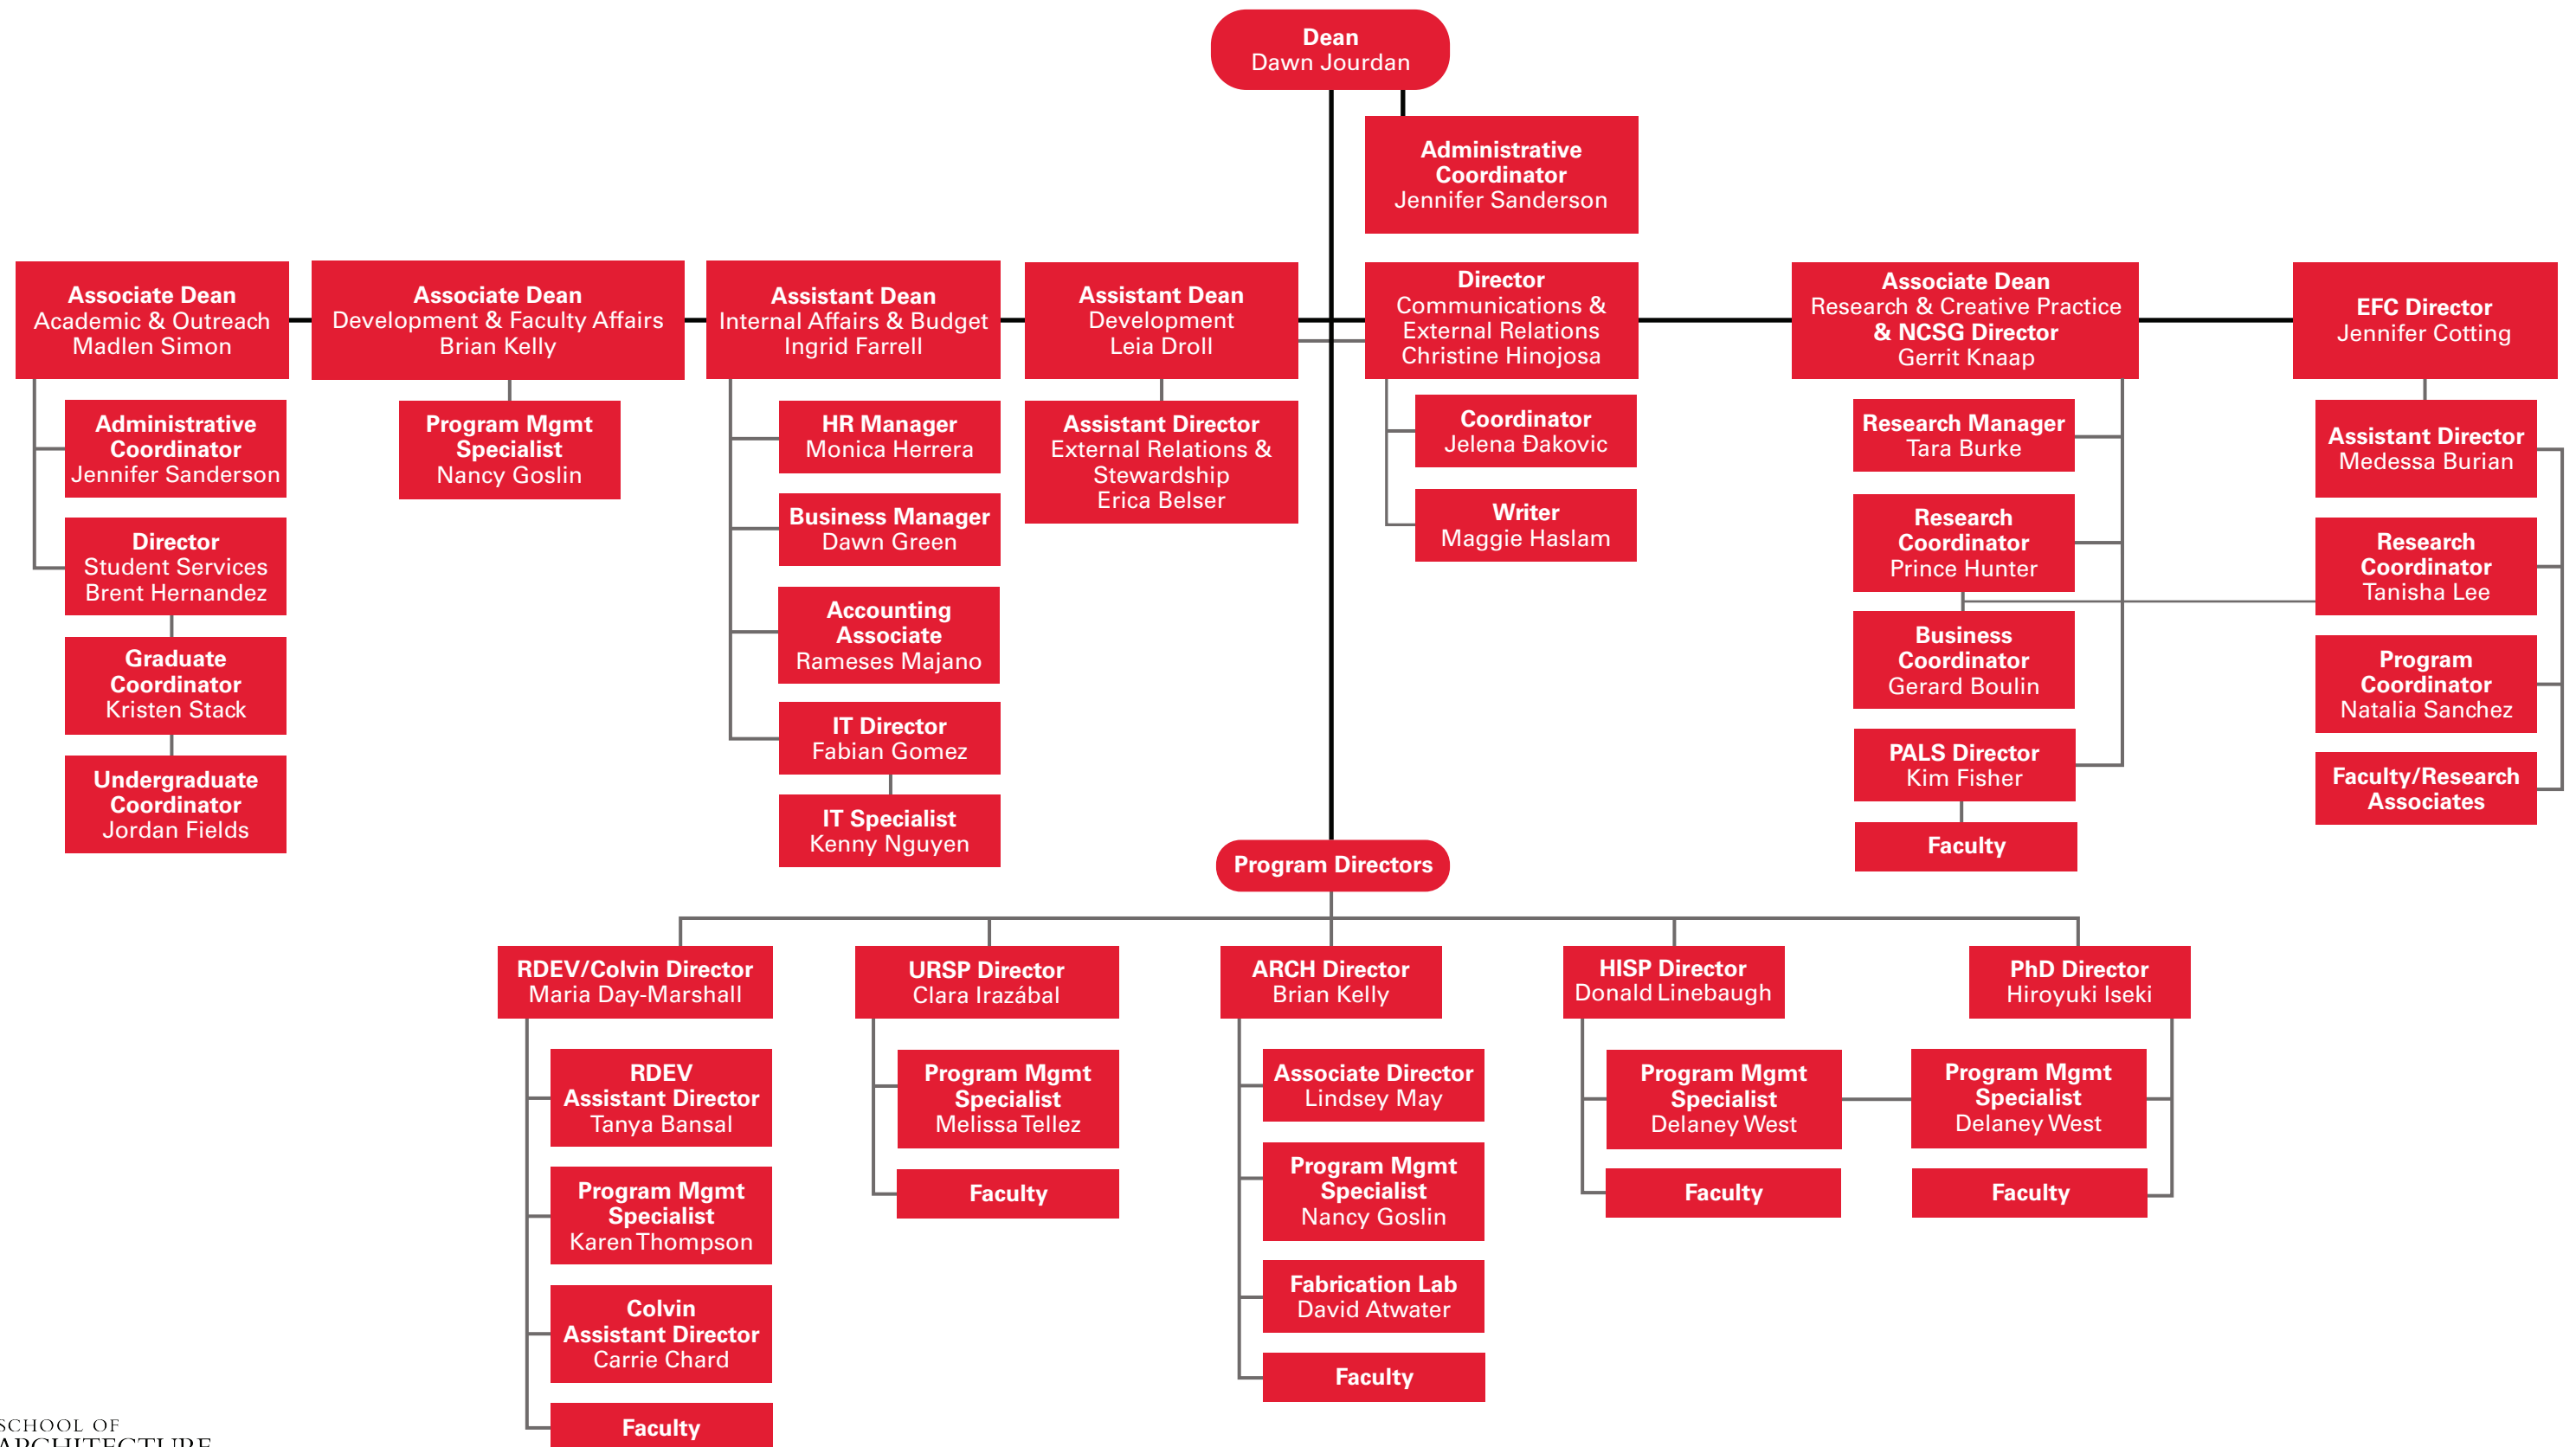 Dean
Dawn Jourdan
Administrative
Coordinator
Jennifer Sanderson
Associate Dean
Academic & Outreach
Madlen Simon
Associate Dean
Development & Faculty Affairs
Brian Kelly
Assistant Dean
Internal Affairs & Budget
Ingrid Farrell
Assistant Dean
Development
Leia Droll
Director
Communications &
External Relations
Christine Hinojosa
Associate Dean
Research & Creative Practice
& NCSG Director
Gerrit Knaap
EFC Director
Jennifer Cotting
Administrative
Coordinator
Jennifer Sanderson
Director
Student Services
Brent Hernandez
Graduate
Coordinator
Kristen Stack
Undergraduate
Coordinator
Jordan Fields
Program Mgmt
Specialist
Nancy Goslin
HR Manager
Monica Herrera
Business Manager
Dawn Green
Accounting
Associate
Rameses Majano
IT Director
Fabian Gomez
IT Specialist
Kenny Nguyen
Assistant Director
External Relations &
Stewardship
Erica Belser
Coordinator
Jelena Đakovic
Writer
Maggie Haslam
Research Manager
Tara Burke
Research
Coordinator
Prince Hunter
Business
Coordinator
Gerard Boulin
PALS Director
Kim Fisher
Faculty
Assistant Director
Medessa Burian
Research
Coordinator
Tanisha Lee
Program
Coordinator
Natalia Sanchez
Faculty/Research
Associates
Program Directors
RDEV/Colvin Director
Maria Day-Marshall
RDEV
Assistant Director
Tanya Bansal
Program Mgmt
Specialist
Karen Thompson
Colvin
Assistant Director
Carrie Chard
Faculty
URSP Director
Clara Irazábal
Program Mgmt
Specialist
Melissa Tellez
Faculty
ARCH Director
Brian Kelly
Associate Director
Lindsey May
Program Mgmt
Specialist
Nancy Goslin
Fabrication Lab
David Atwater
Faculty
HISP Director
Donald Linebaugh
Program Mgmt
Specialist
Delaney West
Faculty
PhD Director
Hiroyuki Iseki
Program Mgmt
Specialist
Delaney West
Faculty
SCHOOL OF
ARCHITECTURE